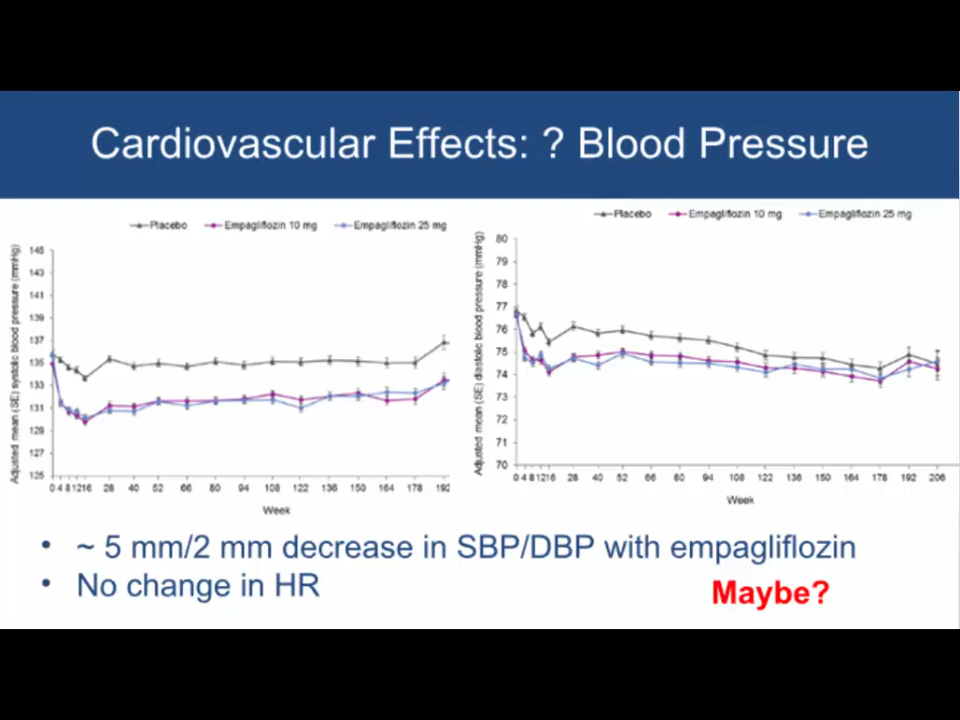 Cardiovascular Effects: ? Blood Pressure
Placebo Empagliflozin 10 mg Empagliflozin 25 mg
Adjusted mean (SE) systolic blood pressure (mmHg)
145
143
141
139
137
135
133
131
129
127
125
0 4 8 12 16 28 40 52 66 80 94 108 122 136 150 164 178 192
Week
Placebo Empagliflozin 10 mg Empagliflozin 25 mg
Adjusted mean (SE) diastolic blood pressure (mmHg)
80
79
78
77
76
75
74
73
72
71
70
0 4 8 12 16 28 40 52 66 80 94 108 122 136 150 164 178 192 206
Week
• ~ 5 mm/2 mm decrease in SBP/DBP with empagliflozin
• No change in HR
Maybe?